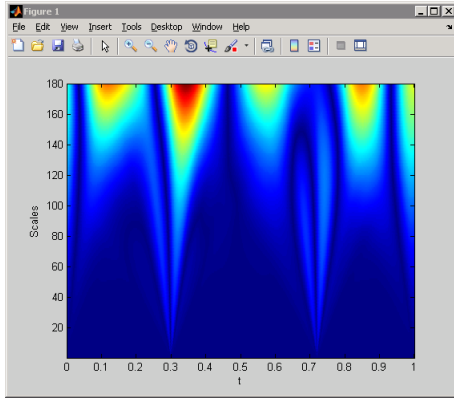 Figure 1
File Edit View Insert Tools Desktop Window Help
180
160
140
120
100
80
60
40
20
Scales
0 0.1 0.2 0.3 0.4 0.5 0.6 0.7 0.8 0.9 1
t